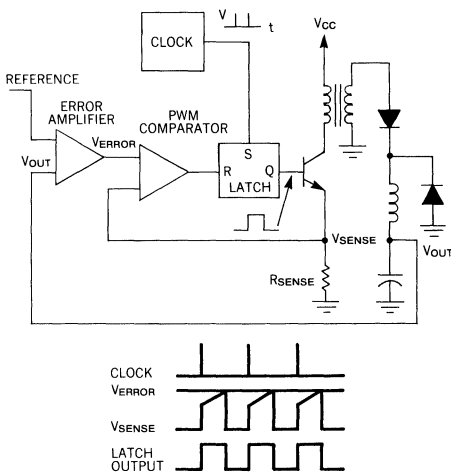 V
t
CLOCK
VCC
REFERENCE
ERROR
AMPLIFIER
PWM
COMPARATOR
VERROR
VOUT
S
R Q
LATCH
VSENSE
VOUT
RSENSE
CLOCK
VERROR
VSENSE
LATCH
OUTPUT